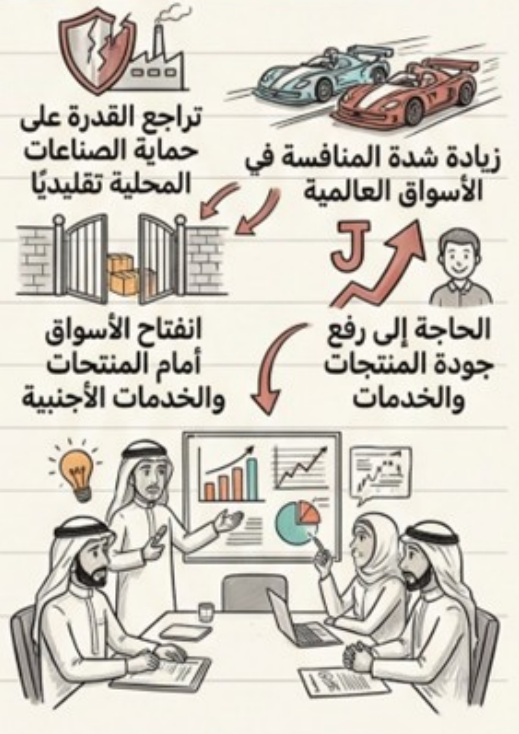 زيادة شدة المنافسة في
الأسواق العالمية
تراجع القدرة على
حماية الصناعات
المحلية تقليديًا
J
الحاجة إلى رفع
جودة المنتجات
والخدمات
انفتاح الأسواق
أمام المنتحات
والخدمات الأجنبية